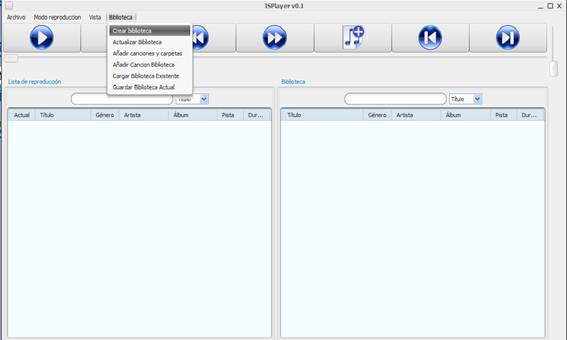 ISPlayer v0.1
Archivo Modo reproduccion Vista Biblioteca
Crear biblioteca
Actualizar Biblioteca
Añadir canciones y carpetas
Añadir Cancion Biblioteca
Cargar Biblioteca Existente
Guardar Biblioteca Actual
Lista de reproducción Biblioteca
Título Título
Actual Título Género Artista Álbum Pista Dur... Título Género Artista Álbum Pista Dur...